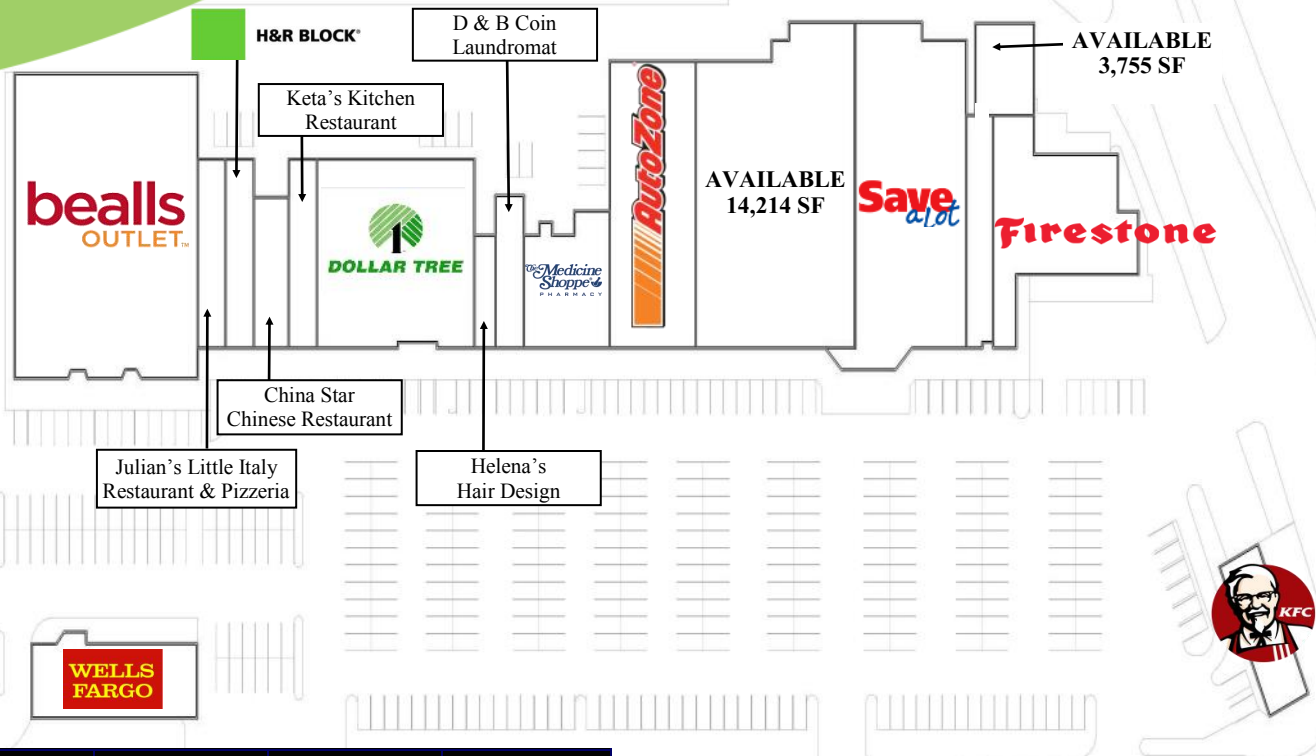 H&R BLOCK®
D & B Coin
Laundromat
AVAILABLE
3,755 SF
Keta's Kitchen
Restaurant
bealls
OUTLET™
1
DOLLAR TREE
The Medicine
Shoppe®
PHARMACY
AutoZone
AVAILABLE
14,214 SF
Save
a lot
Firestone
China Star
Chinese Restaurant
Julian's Little Italy
Restaurant & Pizzeria
Helena's
Hair Design
WELLS
FARGO
KFC